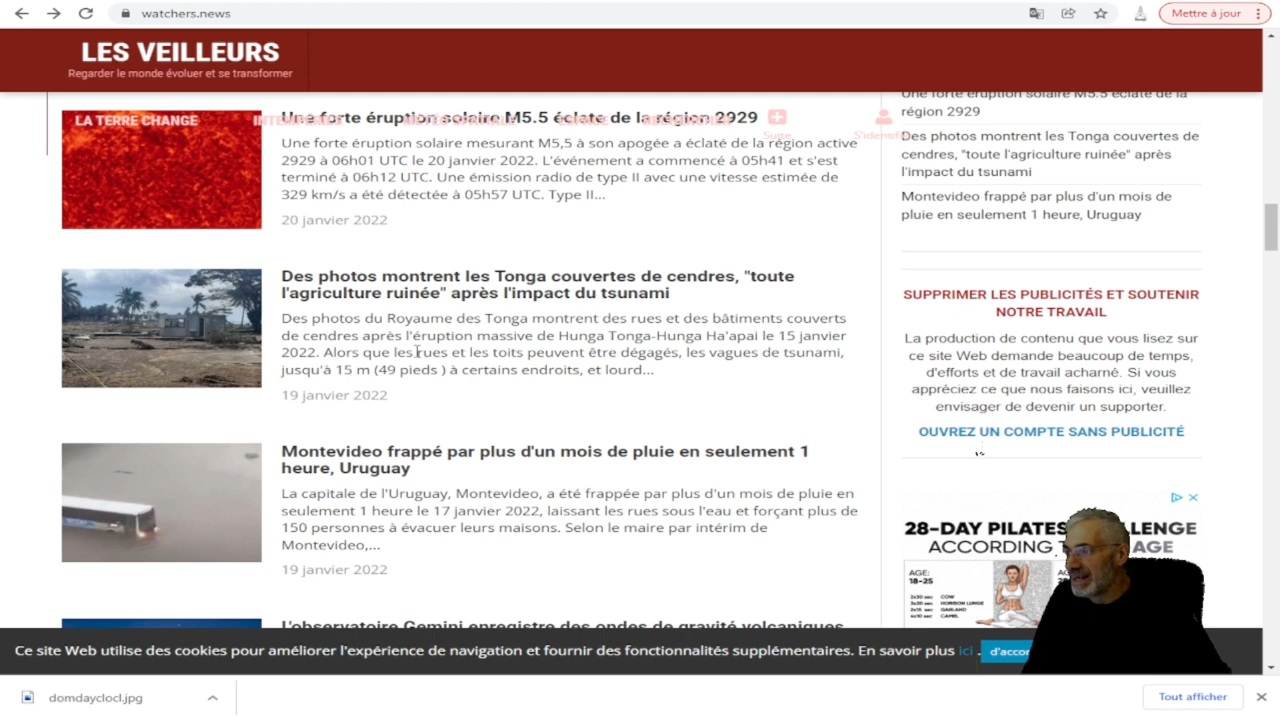 watchers.news
Mettre à jour
LES VEILLEURS
Regarder le monde évoluer et se transformer
LA TERRE CHANGE
Une forte éruption solaire M5.5 éclate de la région 2929
Suite
Une forte éruption solaire mesurant M5,5 à son apogée a éclaté de la région active
2929 à 06h01 UTC le 20 janvier 2022. L'événement a commencé à 05h41 et s'est
terminé à 06h12 UTC. Une émission radio de type II avec une vitesse estimée de
329 km/s a été détectée à 05h57 UTC. Type II...
20 janvier 2022
Des photos montrent les Tonga couvertes de cendres, "toute
l'agriculture ruinée" après l'impact du tsunami
Des photos du Royaume des Tonga montrent des rues et des bâtiments couverts
de cendres après l'éruption massive de Hunga Tonga-Hunga Ha'apai le 15 janvier
2022. Alors que les rues et les toits peuvent être dégagés, les vagues de tsunami,
jusqu'à 15 m (49 pieds ) à certains endroits, et lourd...
19 janvier 2022
Montevideo frappé par plus d'un mois de pluie en seulement 1
heure, Uruguay
La capitale de l'Uruguay, Montevideo, a été frappée par plus d'un mois de pluie en
seulement 1 heure le 17 janvier 2022, laissant les rues sous l'eau et forçant plus de
150 personnes à évacuer leurs maisons. Selon le maire par intérim de
Montevideo,...
19 janvier 2022
L'observatoire Gemini enregistre des ondes de gravité volcaniques
Une forte éruption solaire M5.5 éclate de la
région 2929
Des photos montrent les Tonga couvertes de
cendres, "toute l'agriculture ruinée" après
l'impact du tsunami
Montevideo frappé par plus d'un mois de
pluie en seulement 1 heure, Uruguay
SUPPRIMER LES PUBLICITÉS ET SOUTENIR
NOTRE TRAVAIL
La production de contenu que vous lisez sur
ce site Web demande beaucoup de temps,
d'efforts et de travail acharné. Si vous
appréciez ce que nous faisons ici, veuillez
envisager de devenir un supporter.
OUVREZ UN COMPTE SANS PUBLICITÉ
28-DAY PILATES
ACCORDING AGE
AGE:
18-25
2x30 sec COW
3x20 sec HORIZON LUNGE
2x15 sec GARLAND
4x10 sec CAMEL
Ce site Web utilise des cookies pour améliorer l'expérience de navigation et fournir des fonctionnalités supplémentaires. En savoir plus ici .
domdayclocl.jpg
Tout afficher